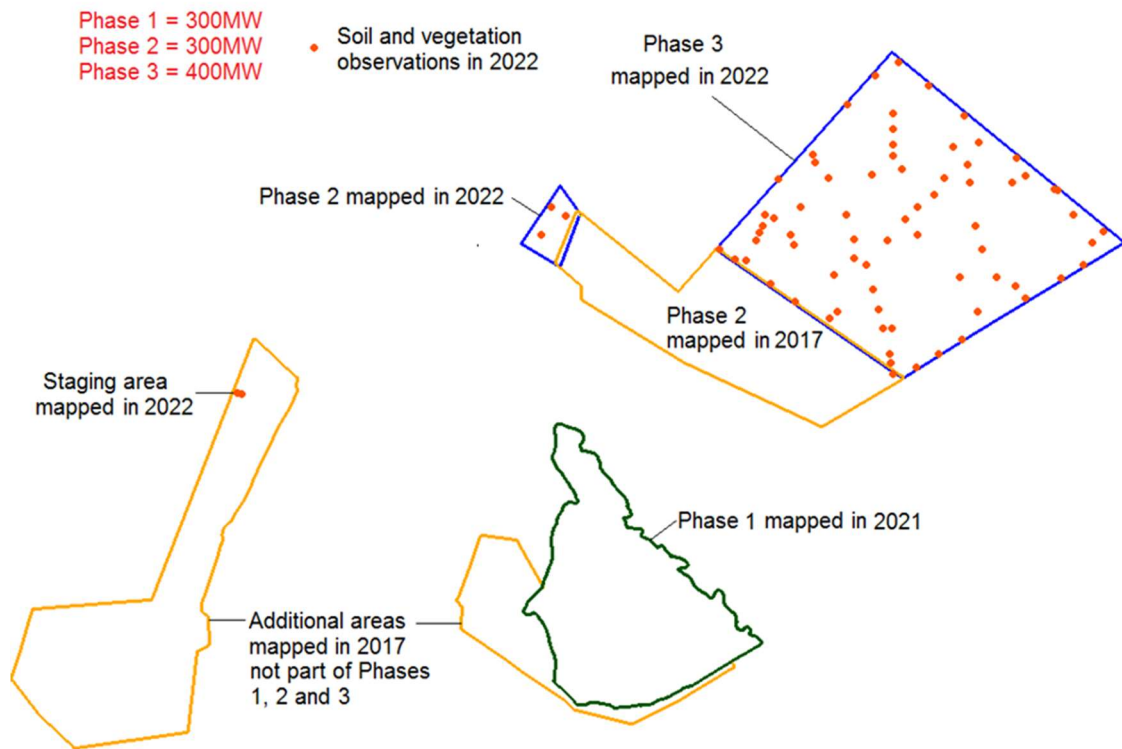 Phase 1 = 300MW
Phase 2 = 300MW
Phase 3 = 400MW
Soil and vegetation
observations in 2022
Phase 3
mapped in 2022
Phase 2 mapped in 2022
Phase 2
mapped in 2017
Staging area
mapped in 2022
Phase 1 mapped in 2021
Additional areas
mapped in 2017
not part of Phases
1, 2 and 3